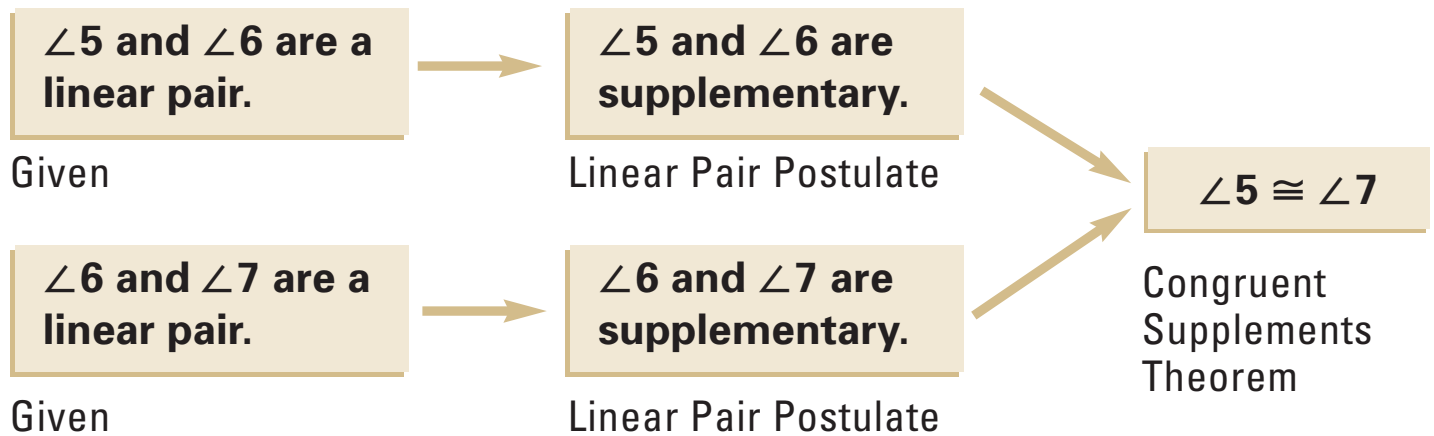 ∠5 and ∠6 are a
linear pair.
Given
∠5 and ∠6 are
supplementary.
Linear Pair Postulate
∠6 and ∠7 are a
linear pair.
Given
∠6 and ∠7 are
supplementary.
Linear Pair Postulate
∠5 ≅ ∠7
Congruent
Supplements
Theorem